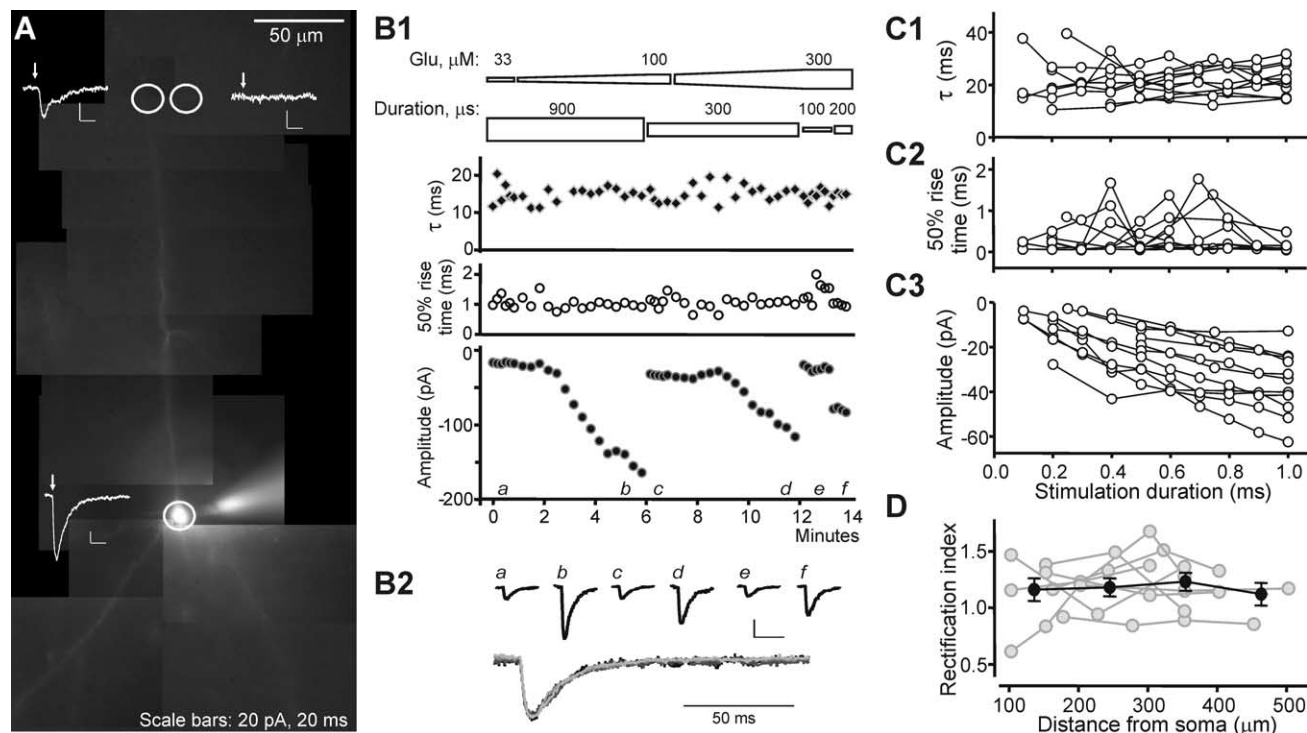 A
50 μm
Scale bars: 20 pA, 20 ms
B1
Glu, μM: 33 100 300
Duration, μs: 900 300 100 200
τ (ms)
20
10
0
50% rise
time (ms)
2
1
0
Amplitude (pA)
0
-100
-200
a b c d e f
0 2 4 6 8 10 12 14
Minutes
B2
a b c d e f
50 ms
C1
τ (ms)
40
20
0
C2
50% rise
time (ms)
2
1
0
C3
Amplitude (pA)
0
-20
-40
-60
0.0 0.2 0.4 0.6 0.8 1.0
Stimulation duration (ms)
D
Rectification index
1.5
1.0
0.5
100 200 300 400 500
Distance from soma (μm)